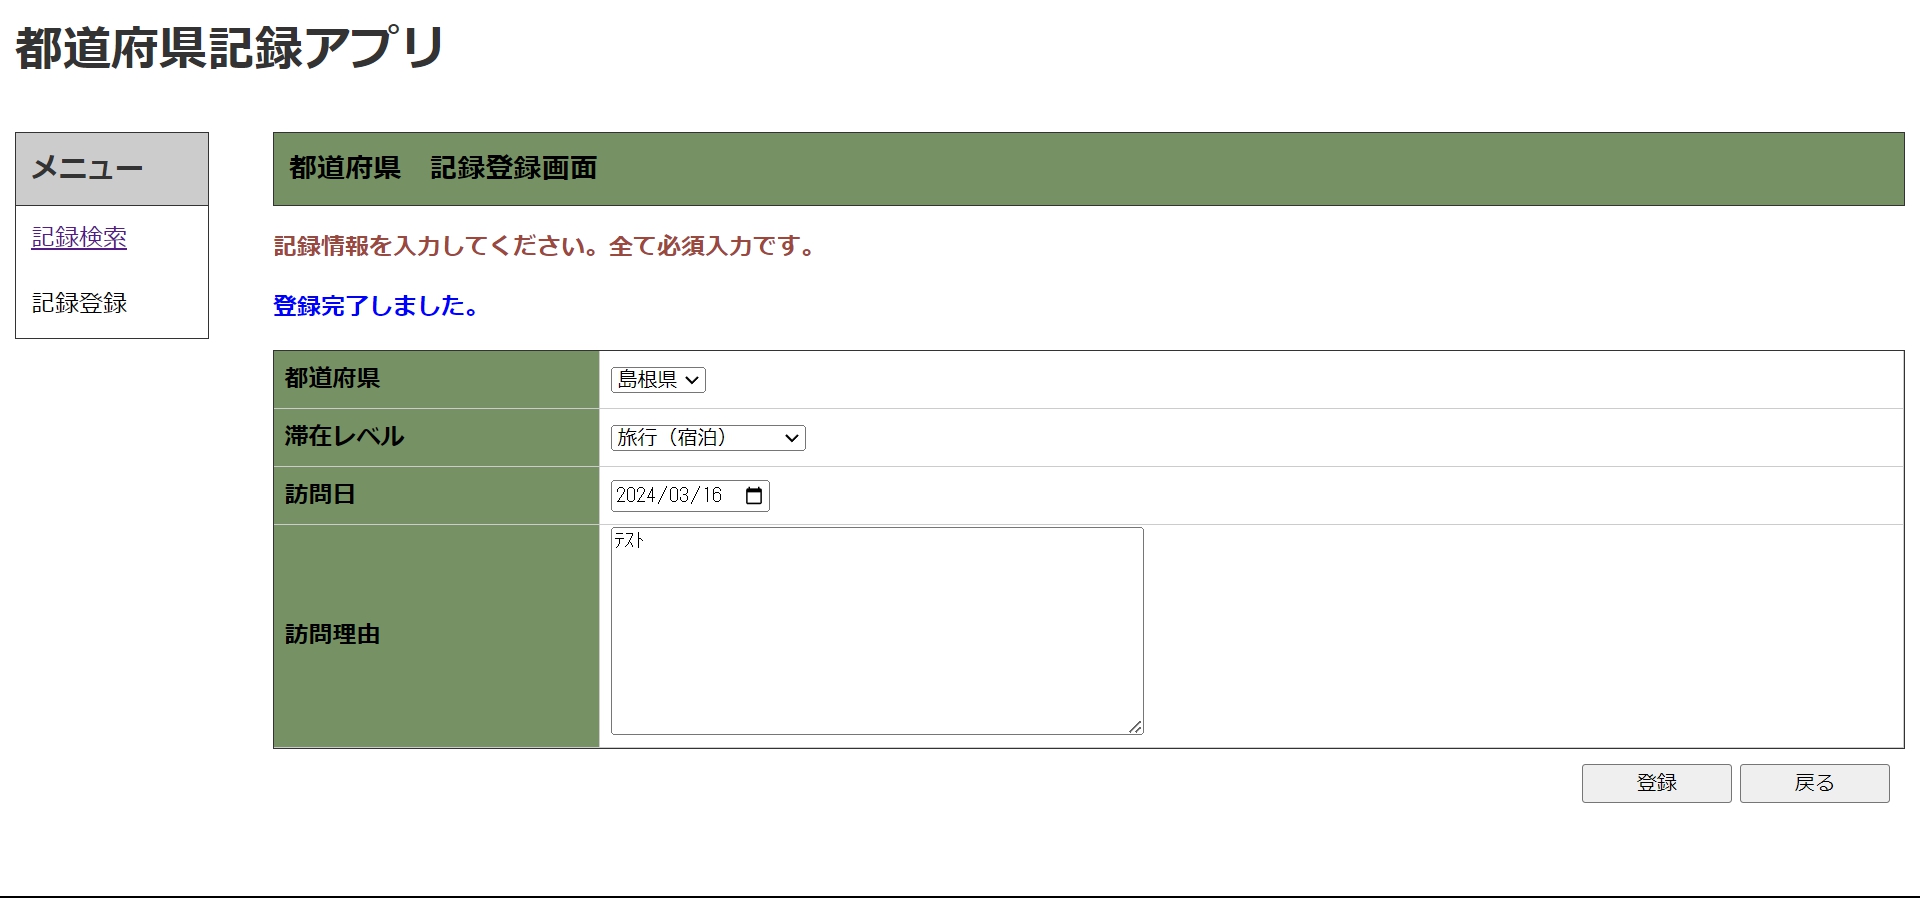 都道府県記録アプリ
メニュー
記録検索
記録登録
都道府県　記録登録画面
記録情報を入力してください。全て必須入力です。
登録完了しました。
都道府県 島根県
滞在レベル 旅行（宿泊）
訪問日 2024/03/16
訪問理由 ﾃｽﾄ
登録 戻る